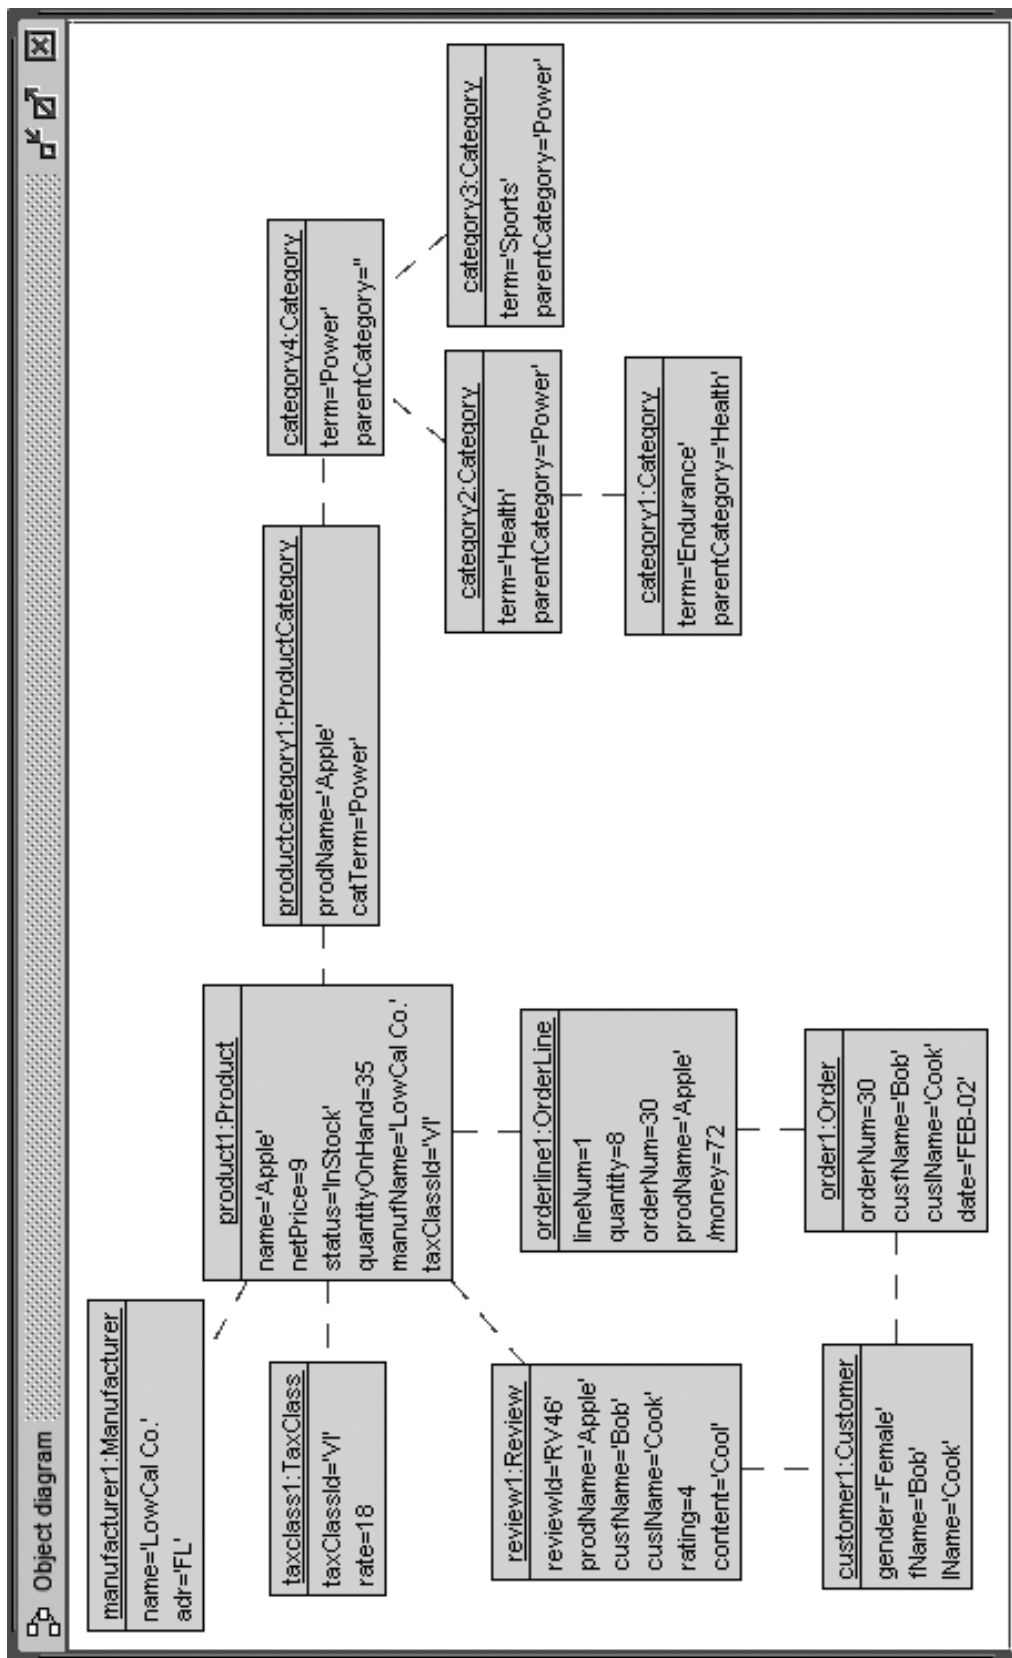 Object diagram
manufacturer1:Manufacturer
name='LowCal Co.'
adr='FL'
taxclass1:TaxClass
taxClassId='VI'
rate=18
review1:Review
reviewId='RV46'
prodName='Apple'
cusfName='Bob'
cuslName='Cook'
rating=4
content='Cool'
customer1:Customer
gender='Female'
fName='Bob'
lName='Cook'
product1:Product
name='Apple'
netPrice=9
status='InStock'
quantityOnHand=35
manufName='LowCal Co.'
taxClassId='VI'
orderline1:OrderLine
lineNum=1
quantity=8
orderNum=30
prodName='Apple'
/money=72
order1:Order
orderNum=30
cusfName='Bob'
cuslName='Cook'
date='FEB-02'
productcategory1:ProductCategory
prodName='Apple'
catTerm='Power'
category4:Category
term='Power'
parentCategory=''
category2:Category
term='Health'
parentCategory='Power'
category1:Category
term='Endurance'
parentCategory='Health'
category3:Category
term='Sports'
parentCategory='Power'